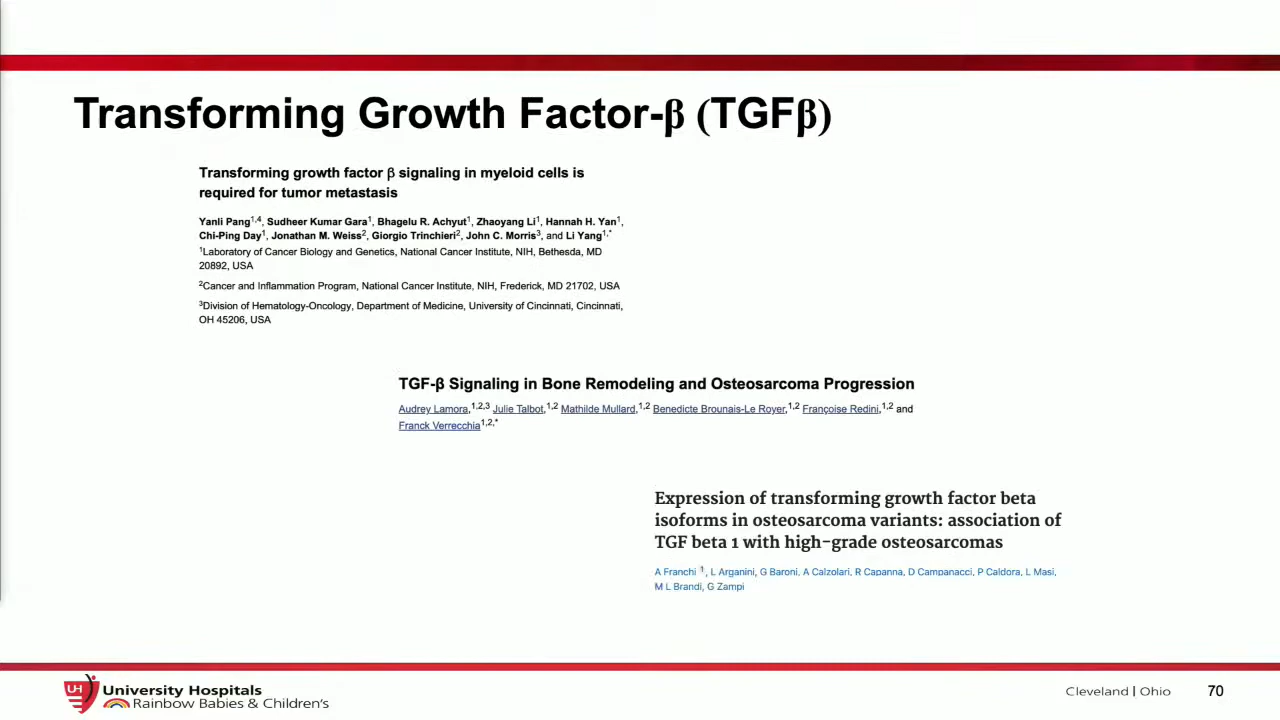 Transforming Growth Factor-β (TGFβ)
Transforming growth factor β signaling in myeloid cells is
required for tumor metastasis
Yanli Pang1,4, Sudheer Kumar Gara1, Bhagelu R. Achyut1, Zhaoyang Li1, Hannah H. Yan1,
Chi-Ping Day1, Jonathan M. Weiss2, Giorgio Trinchieri2, John C. Morris3, and Li Yang1,*
1Laboratory of Cancer Biology and Genetics, National Cancer Institute, NIH, Bethesda, MD
20892, USA
2Cancer and Inflammation Program, National Cancer Institute, NIH, Frederick, MD 21702, USA
3Division of Hematology-Oncology, Department of Medicine, University of Cincinnati, Cincinnati,
OH 45206, USA
TGF-β Signaling in Bone Remodeling and Osteosarcoma Progression
Audrey Lamora,1,2,3 Julie Talbot,1,2 Mathilde Mullard,1,2 Benedicte Brounais-Le Royer,1,2 Françoise Redini,1,2 and
Franck Verrecchia1,2,*
Expression of transforming growth factor beta
isoforms in osteosarcoma variants: association of
TGF beta 1 with high-grade osteosarcomas
A Franchi 1, L Arganini, G Baroni, A Calzolari, R Capanna, D Campanacci, P Caldora, L Masi,
M L Brandi, G Zampi
UH University Hospitals
Rainbow Babies & Children's
Cleveland | Ohio
70